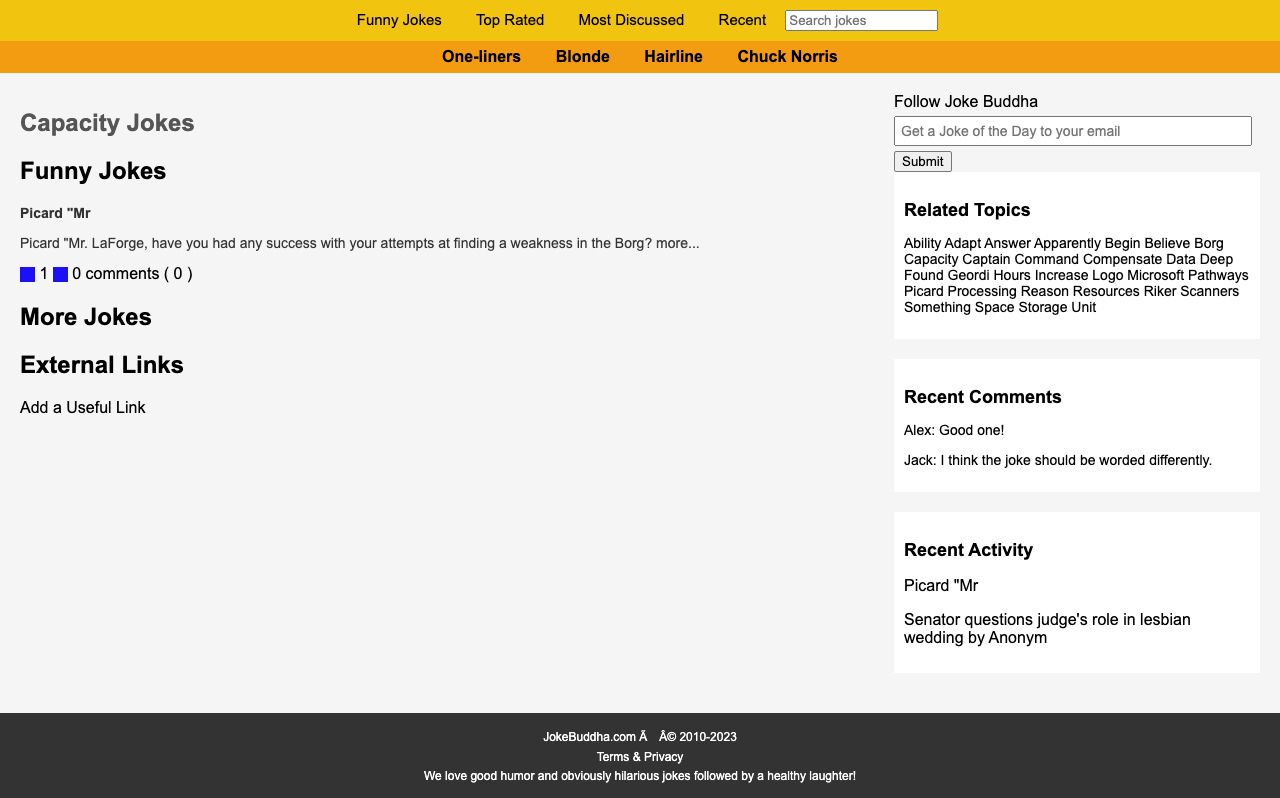 Funny Jokes Top Rated Most Discussed Recent Search jokes
One-liners Blonde Hairline Chuck Norris
Capacity Jokes
Funny Jokes
Picard "Mr
Picard "Mr. LaForge, have you had any success with your attempts at finding a weakness in the Borg? more...
1 0 comments ( 0 )
More Jokes
External Links
Add a Useful Link
Follow Joke Buddha
Get a Joke of the Day to your email
Submit
Related Topics
Ability Adapt Answer Apparently Begin Believe Borg
Capacity Captain Command Compensate Data Deep
Found Geordi Hours Increase Logo Microsoft Pathways
Picard Processing Reason Resources Riker Scanners
Something Space Storage Unit
Recent Comments
Alex: Good one!
Jack: I think the joke should be worded differently.
Recent Activity
Picard "Mr
Senator questions judge's role in lesbian
wedding by Anonym
JokeBuddha.com Ã Â© 2010-2023
Terms & Privacy
We love good humor and obviously hilarious jokes followed by a healthy laughter!